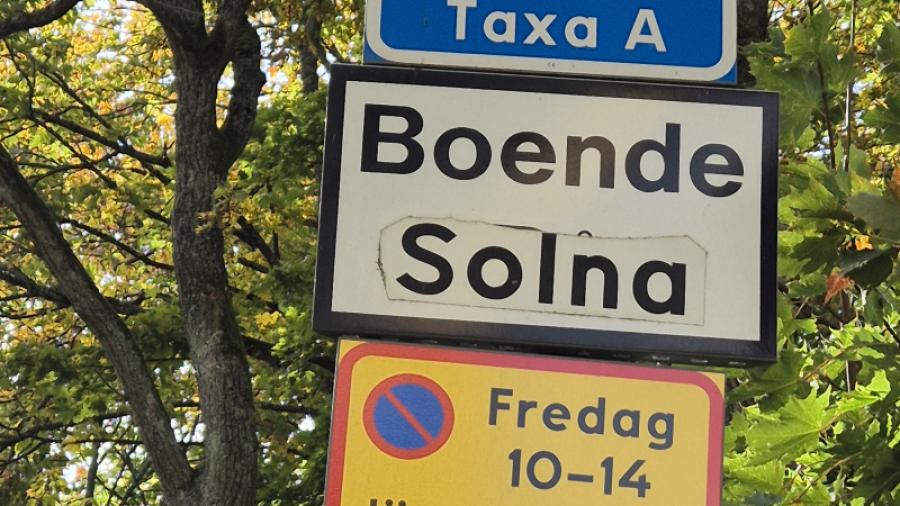 Taxa A
Boende
Solna
Fredag
10-14